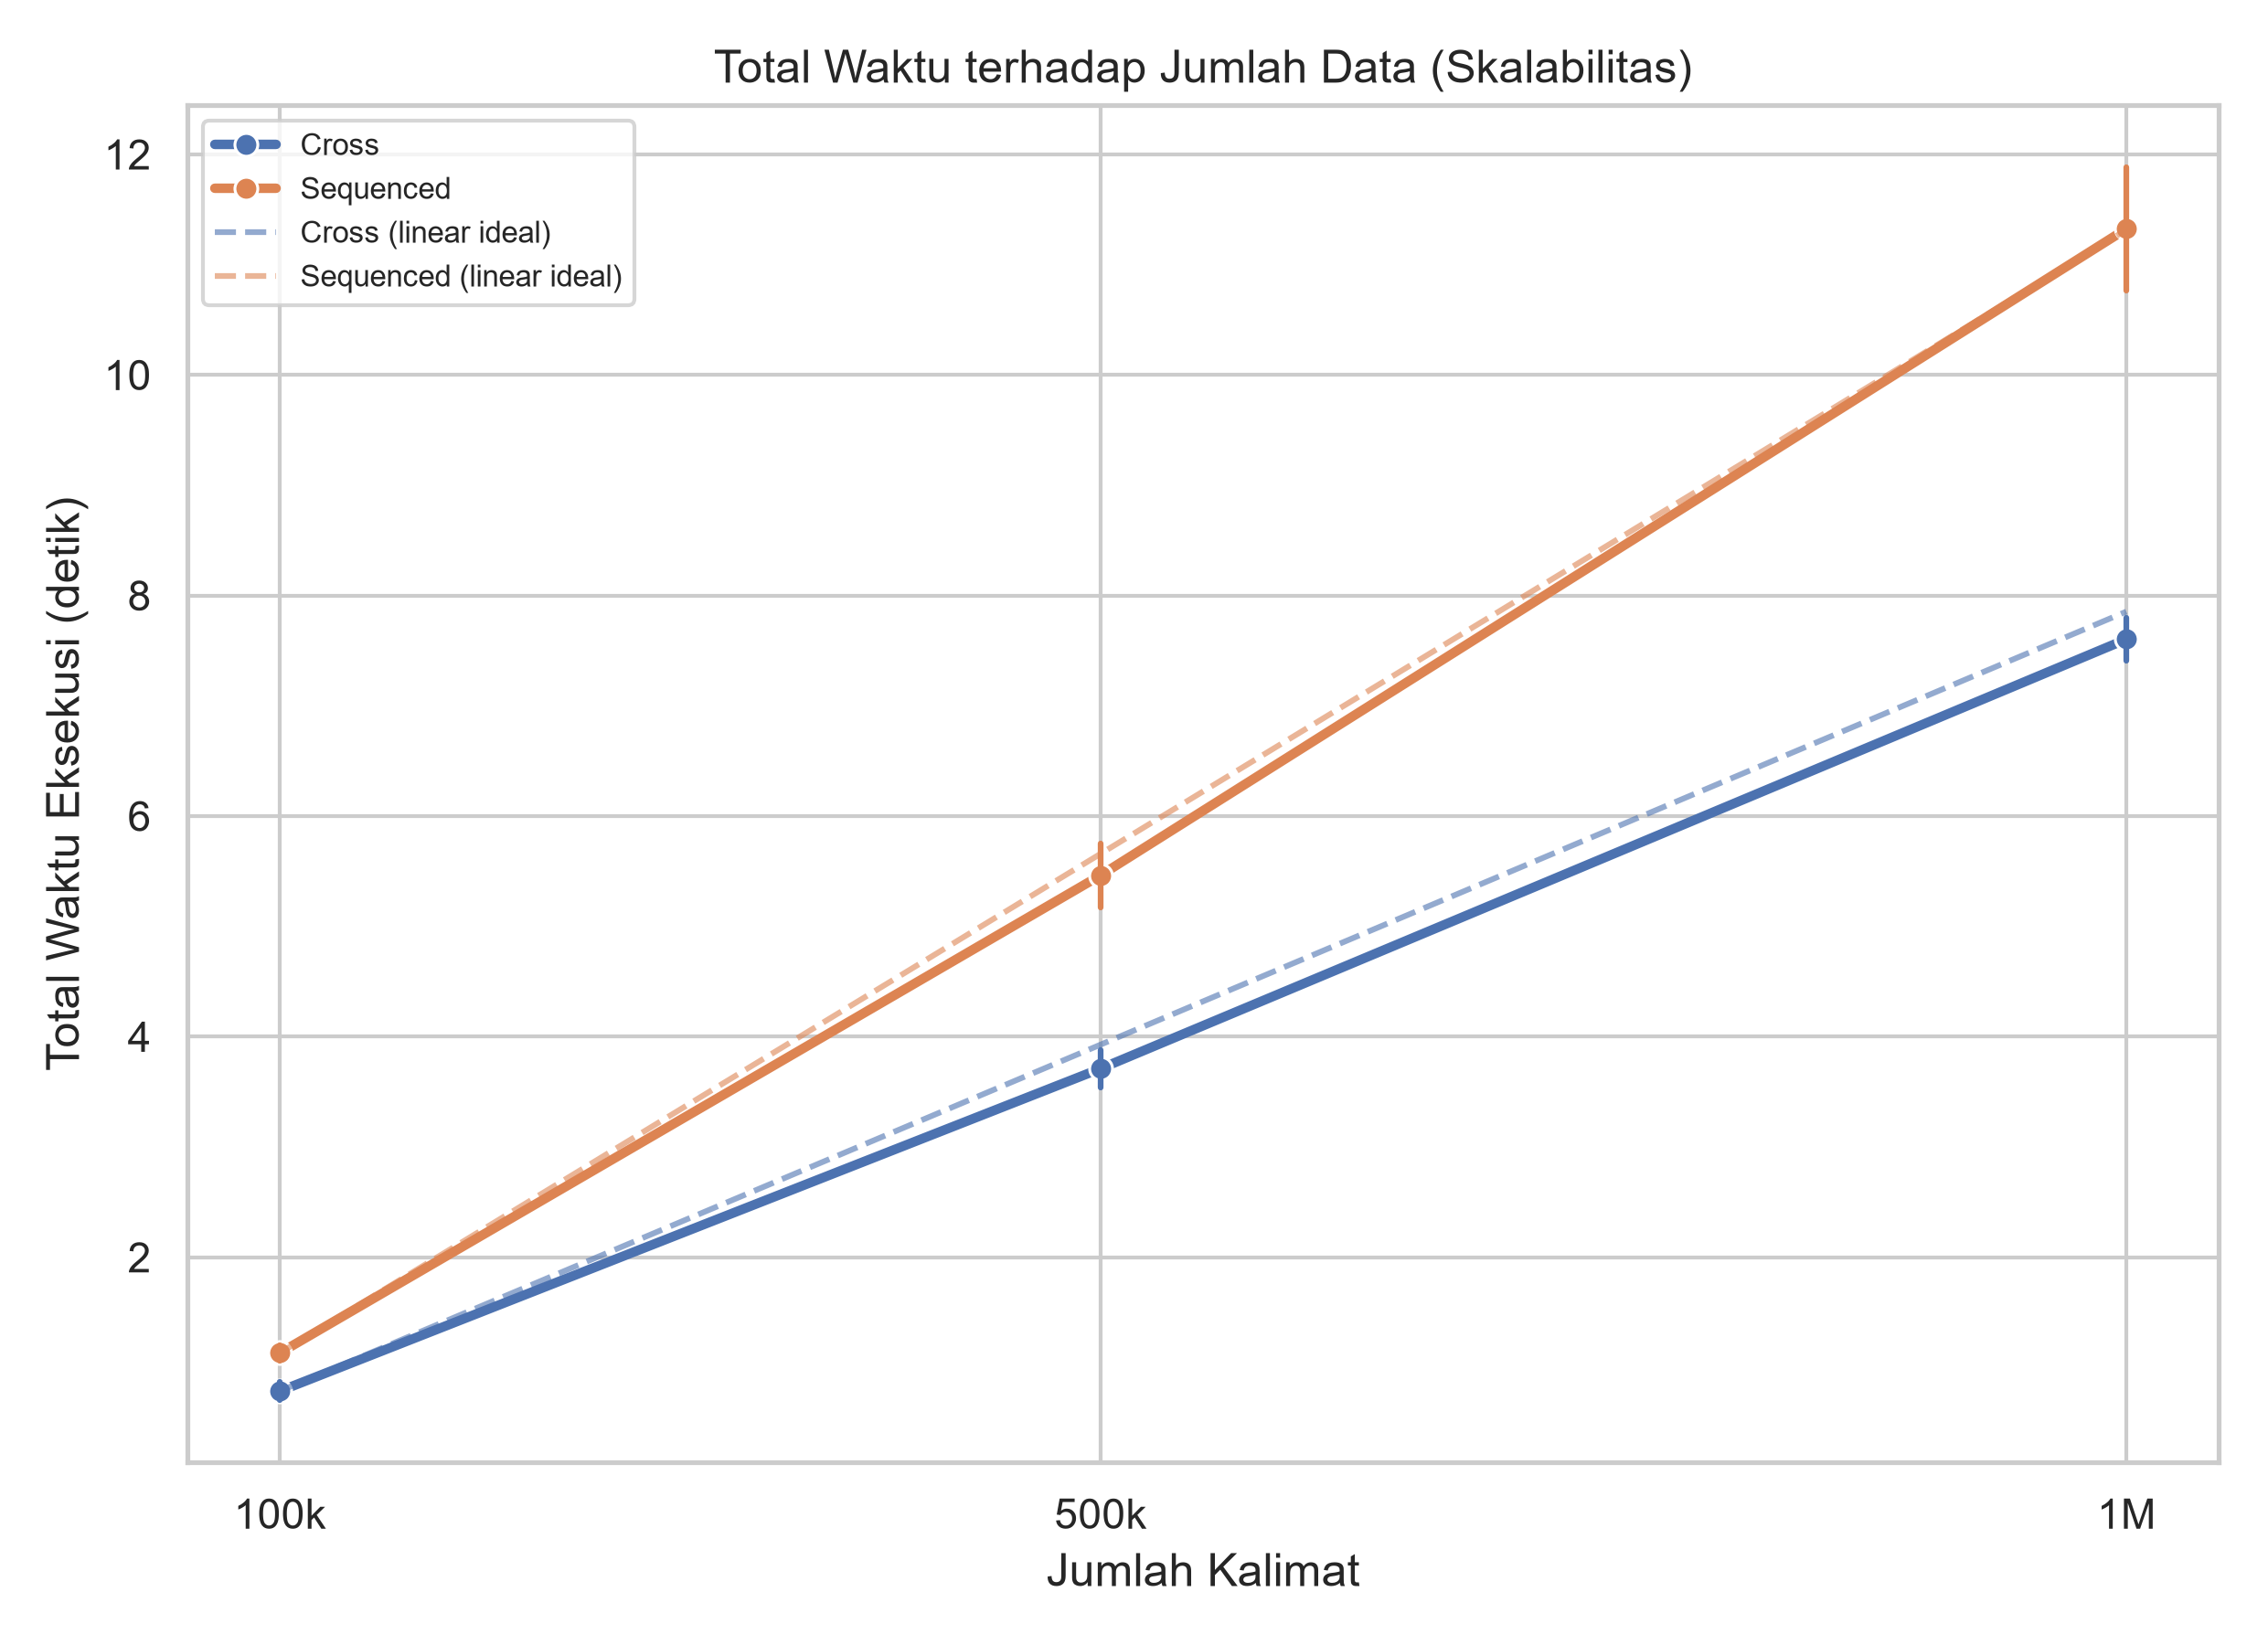 Total Waktu terhadap Jumlah Data (Skalabilitas)
Cross
Sequenced
Cross (linear ideal)
Sequenced (linear ideal)
Total Waktu Eksekusi (detik)
12
10
8
6
4
2
100k
500k
1M
Jumlah Kalimat